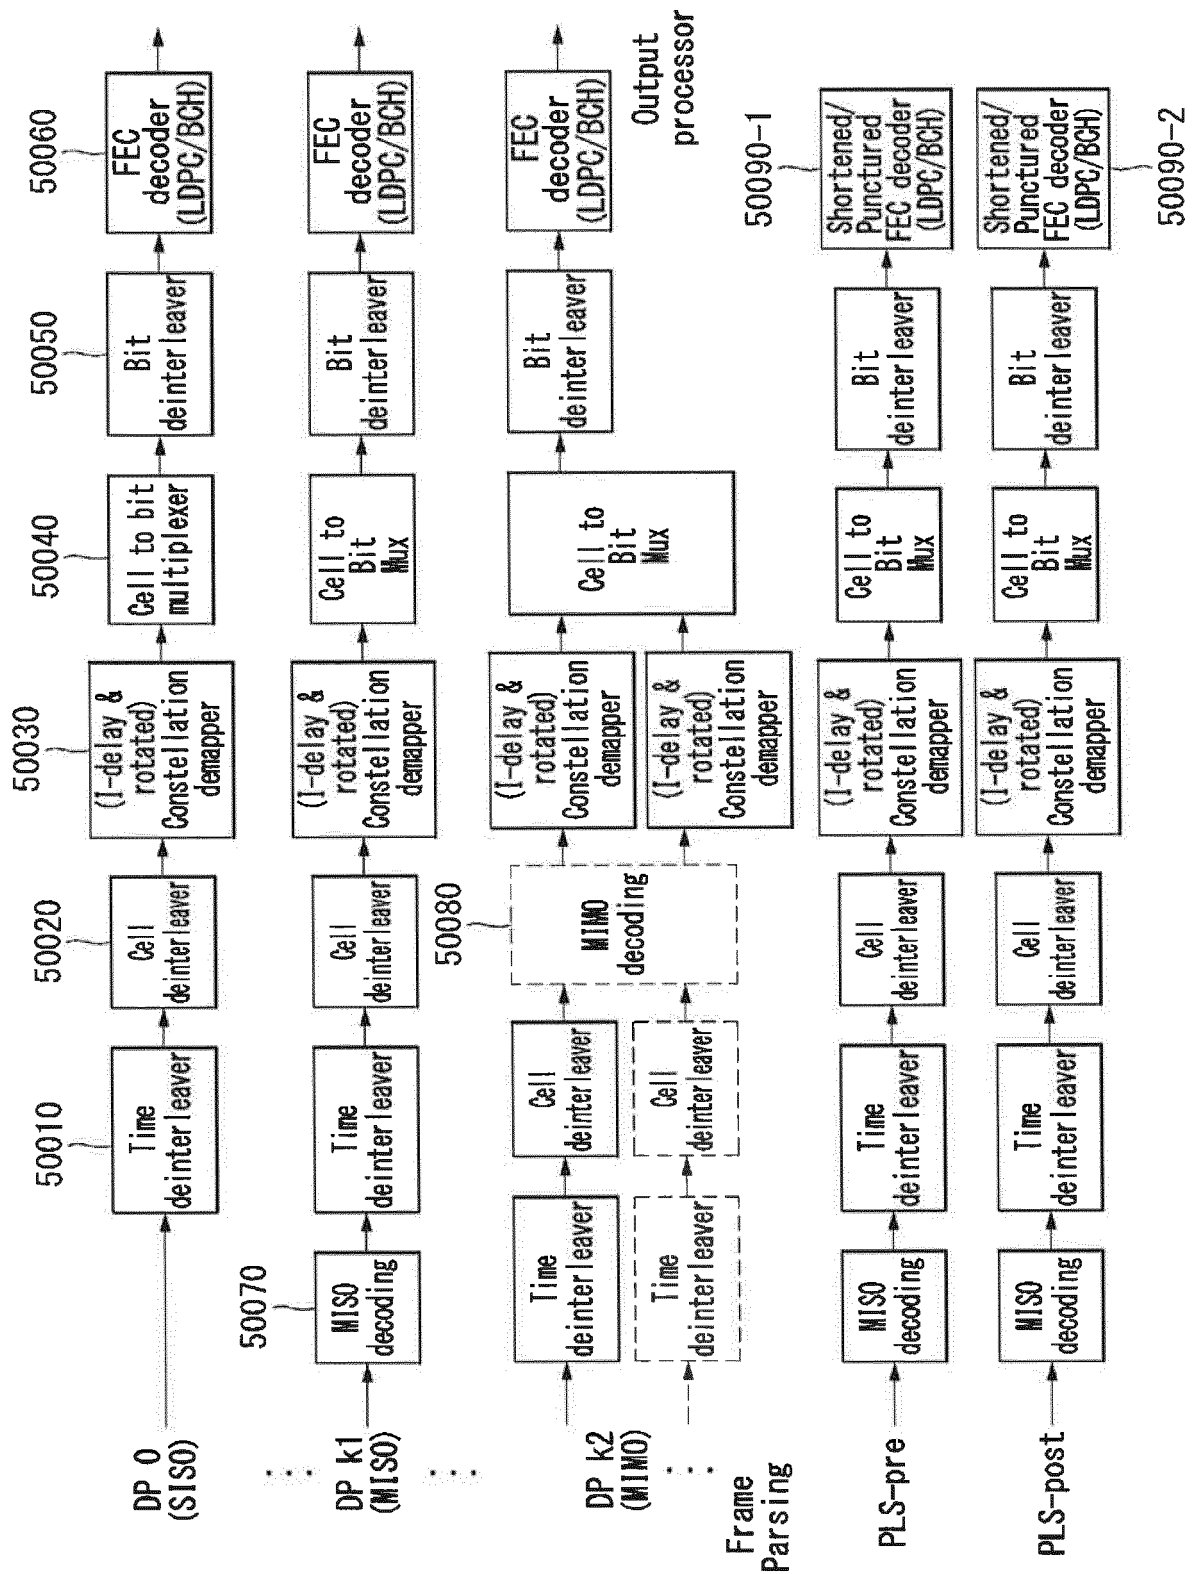 50010
50020
50030
50040
50050
50060
DP 0
(SISO)
Time
deinterleaver
Cell
deinterleaver
(I-delay &
rotated)
Constellation
demapper
Cell to bit
multiplexer
Bit
deinterleaver
FEC
decoder
(LDPC/BCH)
50070
DP k1
(MISO)
MISO
decoding
Time
deinterleaver
Cell
deinterleaver
(I-delay &
rotated)
Constellation
demapper
Cell to
Bit
Mux
Bit
deinterleaver
FEC
decoder
(LDPC/BCH)
50080
DP k2
(MIMO)
Time
deinterleaver
Cell
deinterleaver
Time
deinterleaver
Cell
deinterleaver
MIMO
decoding
(I-delay &
rotated)
Constellation
demapper
(I-delay &
rotated)
Constellation
demapper
Cell to
Bit
Mux
Bit
deinterleaver
FEC
decoder
(LDPC/BCH)
Frame
Parsing
Output
processor
50090-1
PLS-pre
MISO
decoding
Time
deinterleaver
Cell
deinterleaver
(I-delay &
rotated)
Constellation
demapper
Cell to
Bit
Mux
Bit
deinterleaver
Shortened/
Punctured
FEC decoder
(LDPC/BCH)
PLS-post
MISO
decoding
Time
deinterleaver
Cell
deinterleaver
(I-delay &
rotated)
Constellation
demapper
Cell to
Bit
Mux
Bit
deinterleaver
Shortened/
Punctured
FEC decoder
(LDPC/BCH)
50090-2